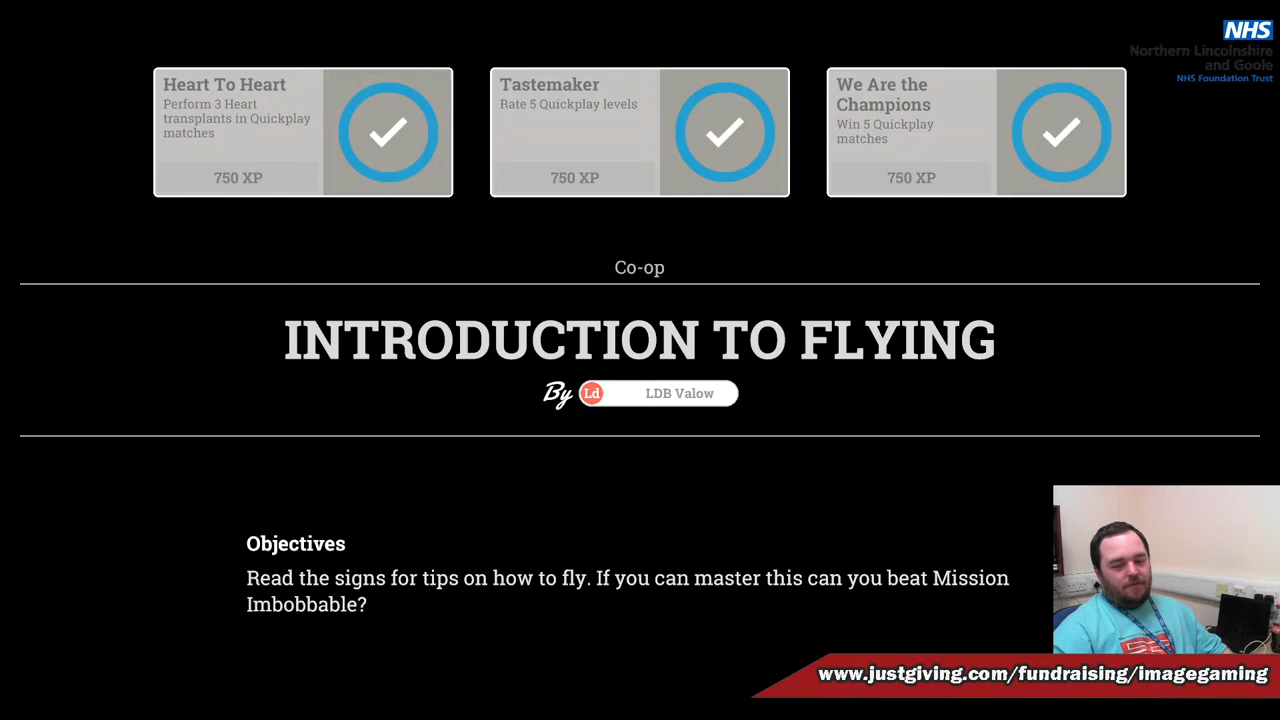 NHS
Northern Lincolnshire
and Goole
NHS Foundation Trust
Heart To Heart
Perform 3 Heart
transplants in Quickplay
matches
750 XP
Tastemaker
Rate 5 Quickplay levels
750 XP
We Are the
Champions
Win 5 Quickplay
matches
750 XP
Co-op
INTRODUCTION TO FLYING
By Ld LDB Valow
Objectives
Read the signs for tips on how to fly. If you can master this can you beat Mission
Imbobbable?
www.justgiving.com/fundraising/imagegaming